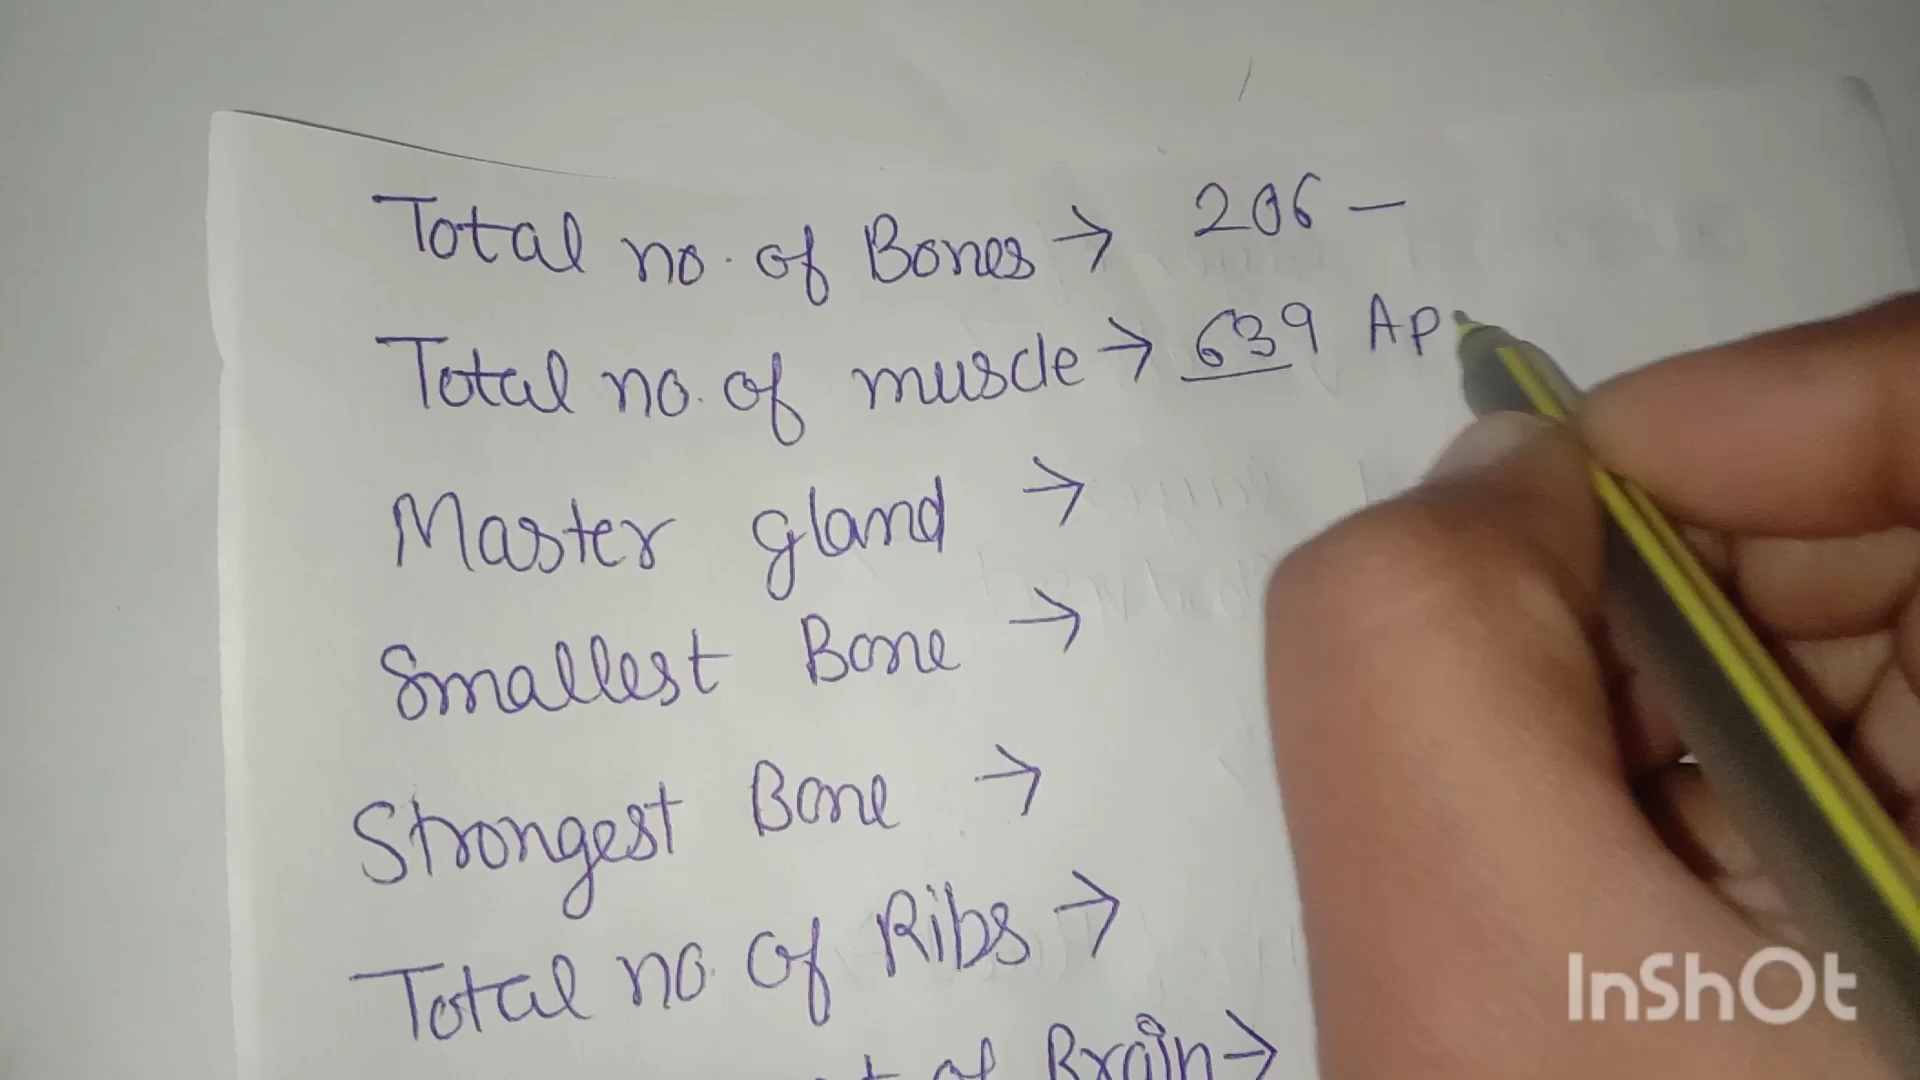 Total no. of Bones → 206 —
Total no. of muscle → 639 Ap
Master gland →
Smallest Bone →
Strongest Bone →
Total no. of Ribs →
of Brain →
InShOt